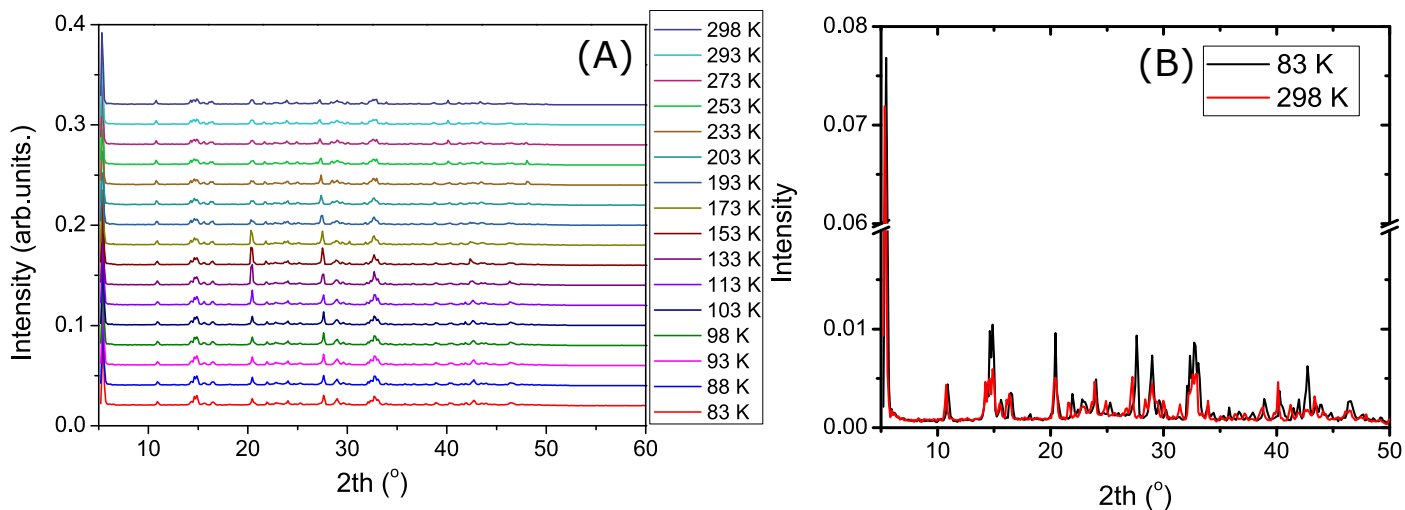 (A)
Intensity (arb.units.)
0.4
0.3
0.2
0.1
0.0
10 20 30 40 50 60
2th (o)
298 K
293 K
273 K
253 K
233 K
203 K
193 K
173 K
153 K
133 K
113 K
103 K
98 K
93 K
88 K
83 K
(B)
Intensity
0.08
0.07
0.06
0.01
0.00
10 20 30 40 50
2th (o)
83 K
298 K